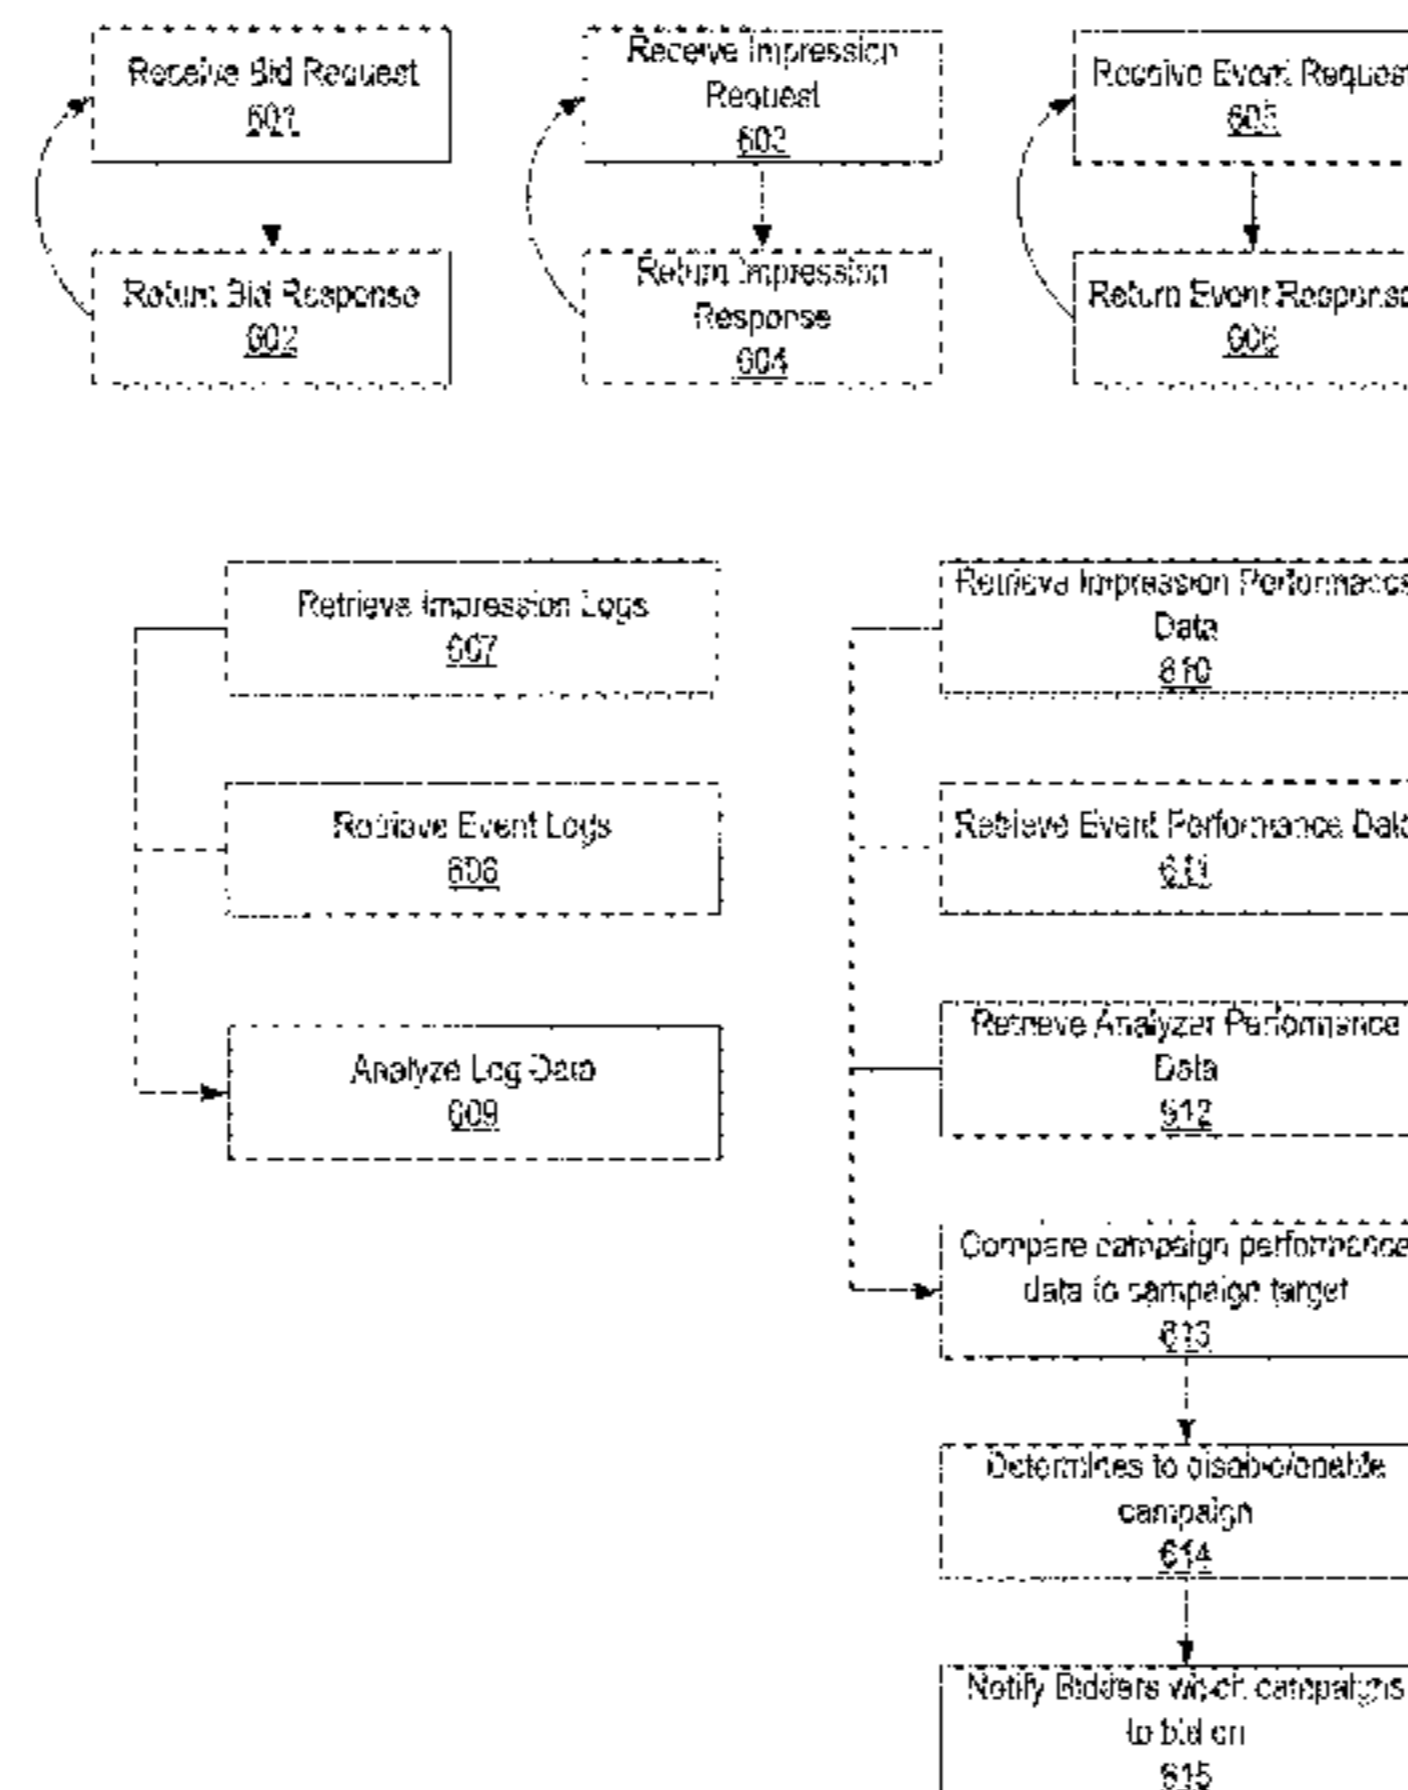 Receive Bid Request
601
Return Bid Response
602
Receive Impression
Request
603
Return Impression
Response
604
Receive Event Request
605
Return Event Response
606
Retrieve Impression Logs
607
Retrieve Event Logs
608
Analyze Log Data
609
Retrieve Impression Performance
Data
610
Retrieve Event Performance Data
611
Retrieve Analyzer Performance
Data
612
Compare campaign performance
data to campaign target
613
Determines to disable/enable
campaign
614
Notify Bidders which campaigns
to bid on
615